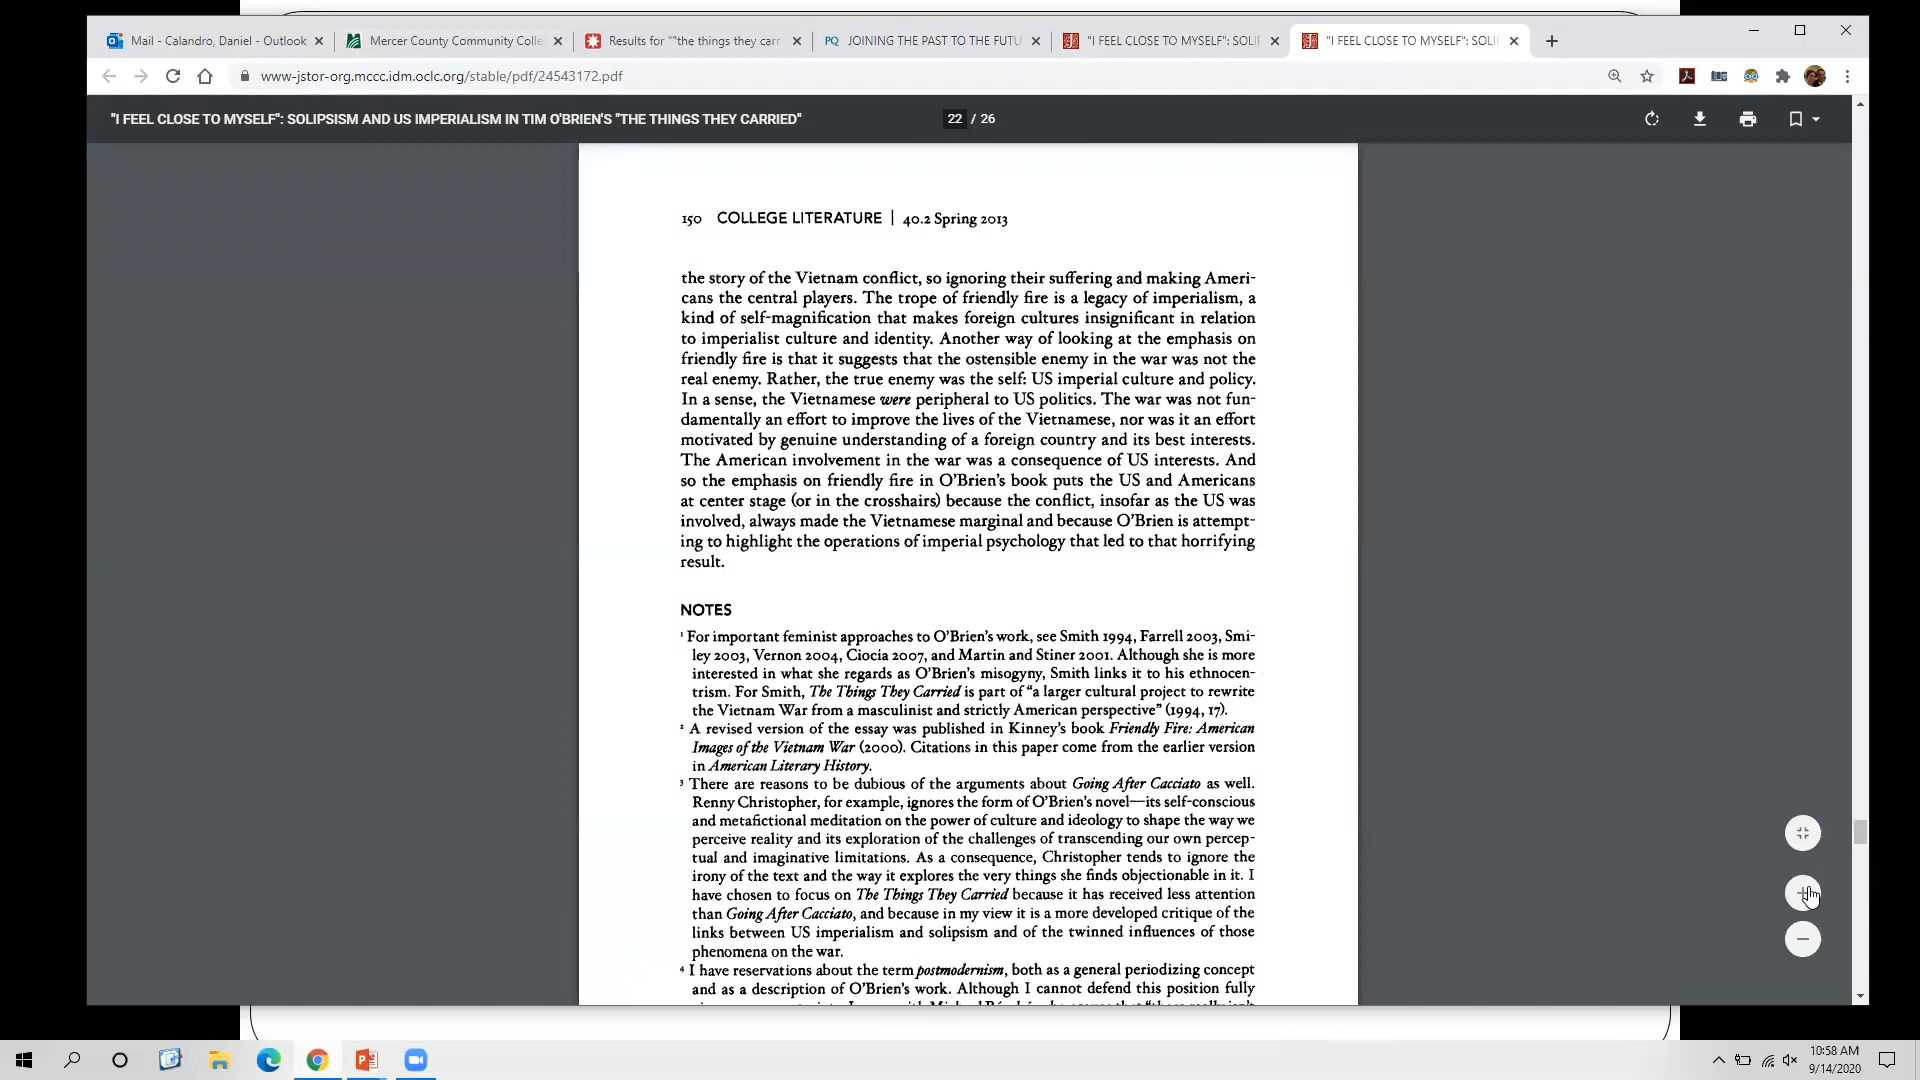 Mail - Calandro, Daniel - Outlook
Mercer County Community Colle
Results for ""the things they carr
PQ JOINING THE PAST TO THE FUTU
"I FEEL CLOSE TO MYSELF": SOLIP
"I FEEL CLOSE TO MYSELF": SOLIP
www-jstor-org.mccc.idm.oclc.org/stable/pdf/24543172.pdf
"I FEEL CLOSE TO MYSELF": SOLIPSISM AND US IMPERIALISM IN TIM O'BRIEN'S "THE THINGS THEY CARRIED"
22 / 26
150 COLLEGE LITERATURE | 40.2 Spring 2013
the story of the Vietnam conflict, so ignoring their suffering and making Ameri-
cans the central players. The trope of friendly fire is a legacy of imperialism, a
kind of self-magnification that makes foreign cultures insignificant in relation
to imperialist culture and identity. Another way of looking at the emphasis on
friendly fire is that it suggests that the ostensible enemy in the war was not the
real enemy. Rather, the true enemy was the self: US imperial culture and policy.
In a sense, the Vietnamese were peripheral to US politics. The war was not fun-
damentally an effort to improve the lives of the Vietnamese, nor was it an effort
motivated by genuine understanding of a foreign country and its best interests.
The American involvement in the war was a consequence of US interests. And
so the emphasis on friendly fire in O'Brien's book puts the US and Americans
at center stage (or in the crosshairs) because the conflict, insofar as the US was
involved, always made the Vietnamese marginal and because O'Brien is attempt-
ing to highlight the operations of imperial psychology that led to that horrifying
result.
NOTES
1 For important feminist approaches to O'Brien's work, see Smith 1994, Farrell 2003, Smi-
ley 2003, Vernon 2004, Ciocia 2007, and Martin and Stiner 2001. Although she is more
interested in what she regards as O'Brien's misogyny, Smith links it to his ethnocen-
trism. For Smith, The Things They Carried is part of "a larger cultural project to rewrite
the Vietnam War from a masculinist and strictly American perspective" (1994, 17).
2 A revised version of the essay was published in Kinney's book Friendly Fire: American
Images of the Vietnam War (2000). Citations in this paper come from the earlier version
in American Literary History.
3 There are reasons to be dubious of the arguments about Going After Cacciato as well.
Renny Christopher, for example, ignores the form of O'Brien's novel—its self-conscious
and metafictional meditation on the power of culture and ideology to shape the way we
perceive reality and its exploration of the challenges of transcending our own percep-
tual and imaginative limitations. As a consequence, Christopher tends to ignore the
irony of the text and the way it explores the very things she finds objectionable in it. I
have chosen to focus on The Things They Carried because it has received less attention
than Going After Cacciato, and because in my view it is a more developed critique of the
links between US imperialism and solipsism and of the twinned influences of those
phenomena on the war.
4 I have reservations about the term postmodernism, both as a general periodizing concept
and as a description of O'Brien's work. Although I cannot defend this position fully
10:58 AM
9/14/2020